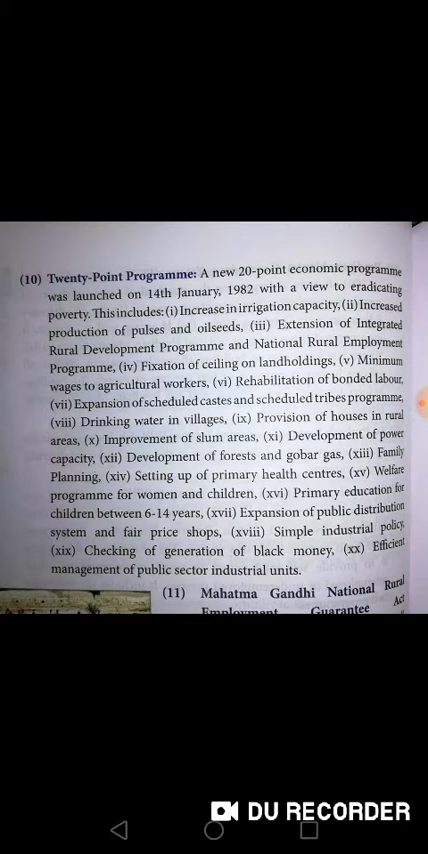 (10) Twenty-Point Programme: A new 20-point economic programme
was launched on 14th January, 1982 with a view to eradicating
poverty. This includes: (i) Increase in irrigation capacity, (ii) Increased
production of pulses and oilseeds, (iii) Extension of Integrated
Rural Development Programme and National Rural Employment
Programme, (iv) Fixation of ceiling on landholdings, (v) Minimum
wages to agricultural workers, (vi) Rehabilitation of bonded labour,
(vii) Expansion of scheduled castes and scheduled tribes programme,
(viii) Drinking water in villages, (ix) Provision of houses in rural
areas, (x) Improvement of slum areas, (xi) Development of power
capacity, (xii) Development of forests and gobar gas, (xiii) Family
Planning, (xiv) Setting up of primary health centres, (xv) Welfare
programme for women and children, (xvi) Primary education for
children between 6-14 years, (xvii) Expansion of public distribution
system and fair price shops, (xviii) Simple industrial policy,
(xix) Checking of generation of black money, (xx) Efficient
management of public sector industrial units.
(11) Mahatma Gandhi National Rural
Employment Guarantee Act
DU RECORDER